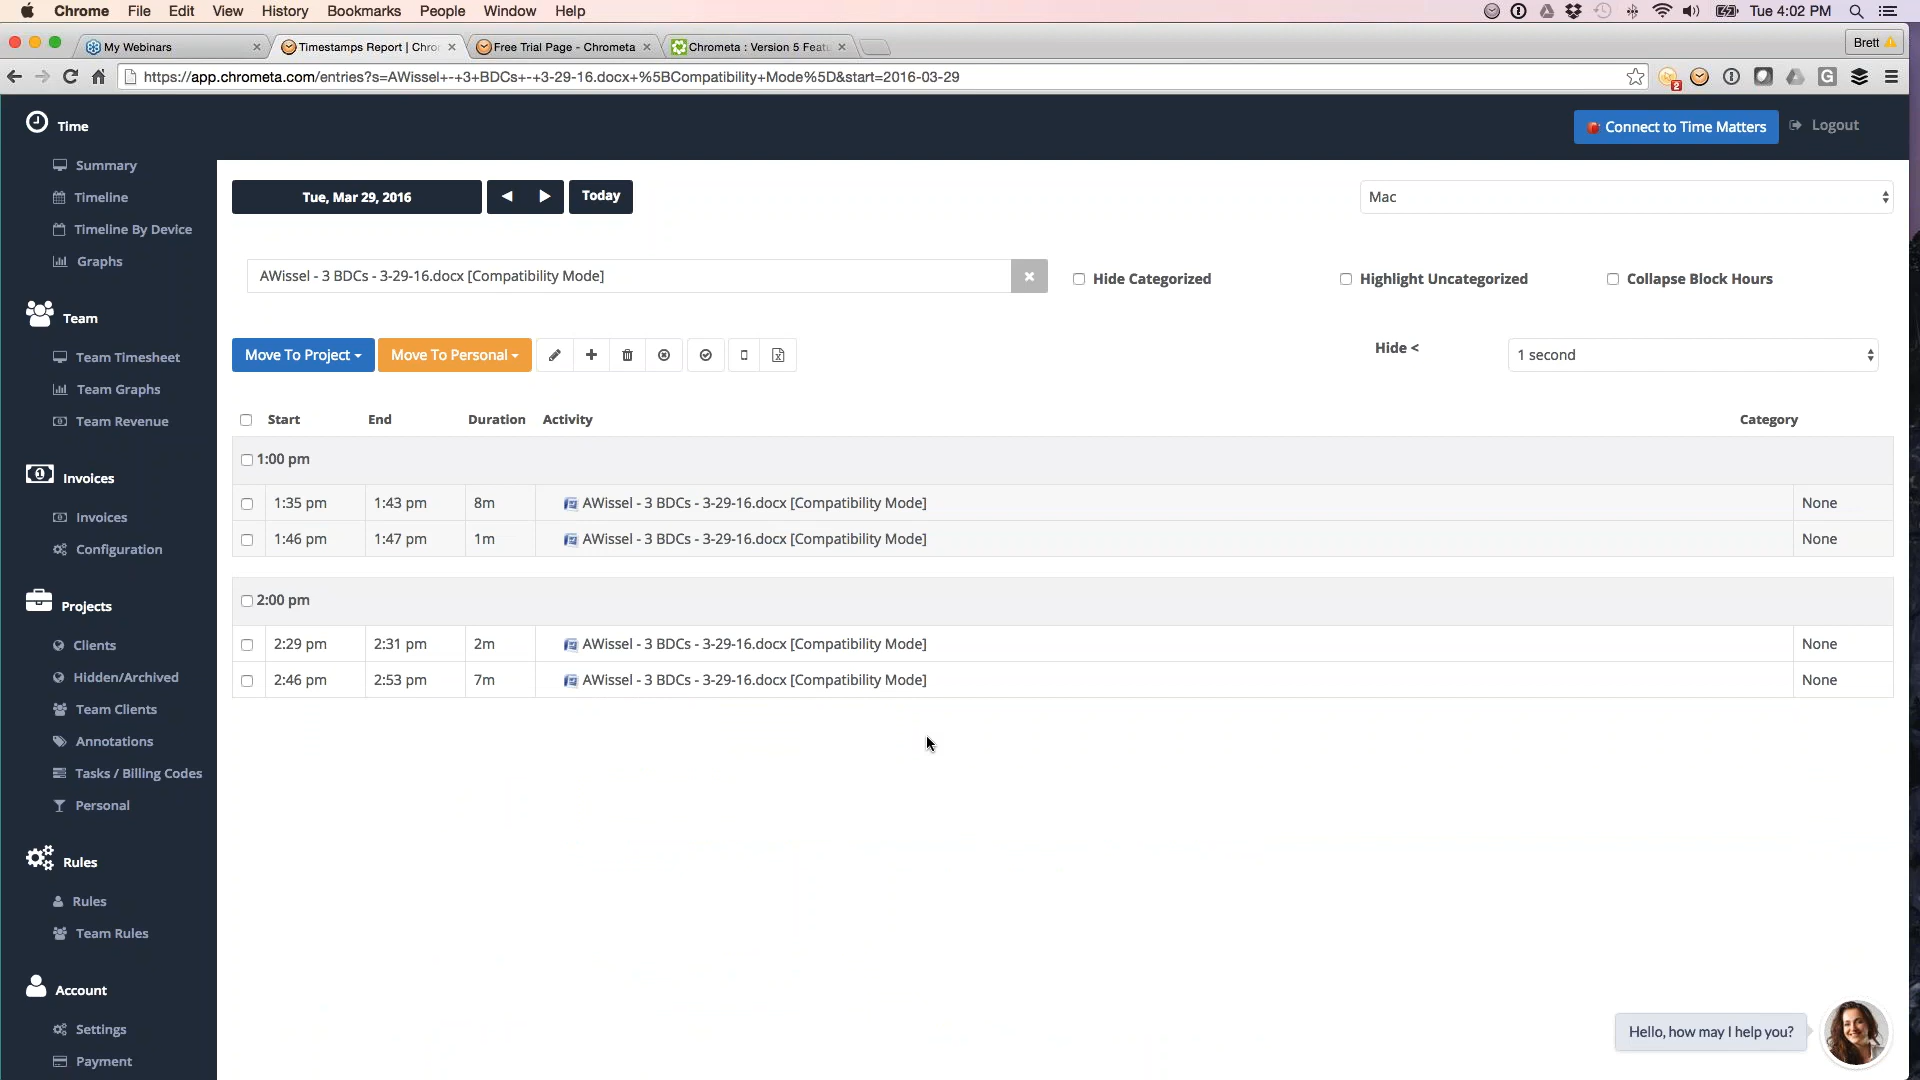 Chrome File Edit View History Bookmarks People Window Help Tue 4:02 PM
My Webinars Timestamps Report | Chro Free Trial Page - Chrometa Chrometa : Version 5 Featu Brett
https://app.chrometa.com/entries?s=AWissel+-+3+BDCs+-+3-29-16.docx+%5BCompatibility+Mode%5D&start=2016-03-29
2
Time
Connect to Time Matters Logout
Summary
Timeline
Timeline By Device
Graphs
Team
Team Timesheet
Team Graphs
Team Revenue
Invoices
Invoices
Configuration
Projects
Clients
Hidden/Archived
Team Clients
Annotations
Tasks / Billing Codes
Personal
Rules
Rules
Team Rules
Account
Settings
Payment
Tue, Mar 29, 2016 Today Mac
AWissel - 3 BDCs - 3-29-16.docx [Compatibility Mode] Hide Categorized Highlight Uncategorized Collapse Block Hours
Move To Project Move To Personal Hide < 1 second
Start End Duration Activity Category
1:00 pm
1:35 pm 1:43 pm 8m AWissel - 3 BDCs - 3-29-16.docx [Compatibility Mode] None
1:46 pm 1:47 pm 1m AWissel - 3 BDCs - 3-29-16.docx [Compatibility Mode] None
2:00 pm
2:29 pm 2:31 pm 2m AWissel - 3 BDCs - 3-29-16.docx [Compatibility Mode] None
2:46 pm 2:53 pm 7m AWissel - 3 BDCs - 3-29-16.docx [Compatibility Mode] None
Hello, how may I help you?